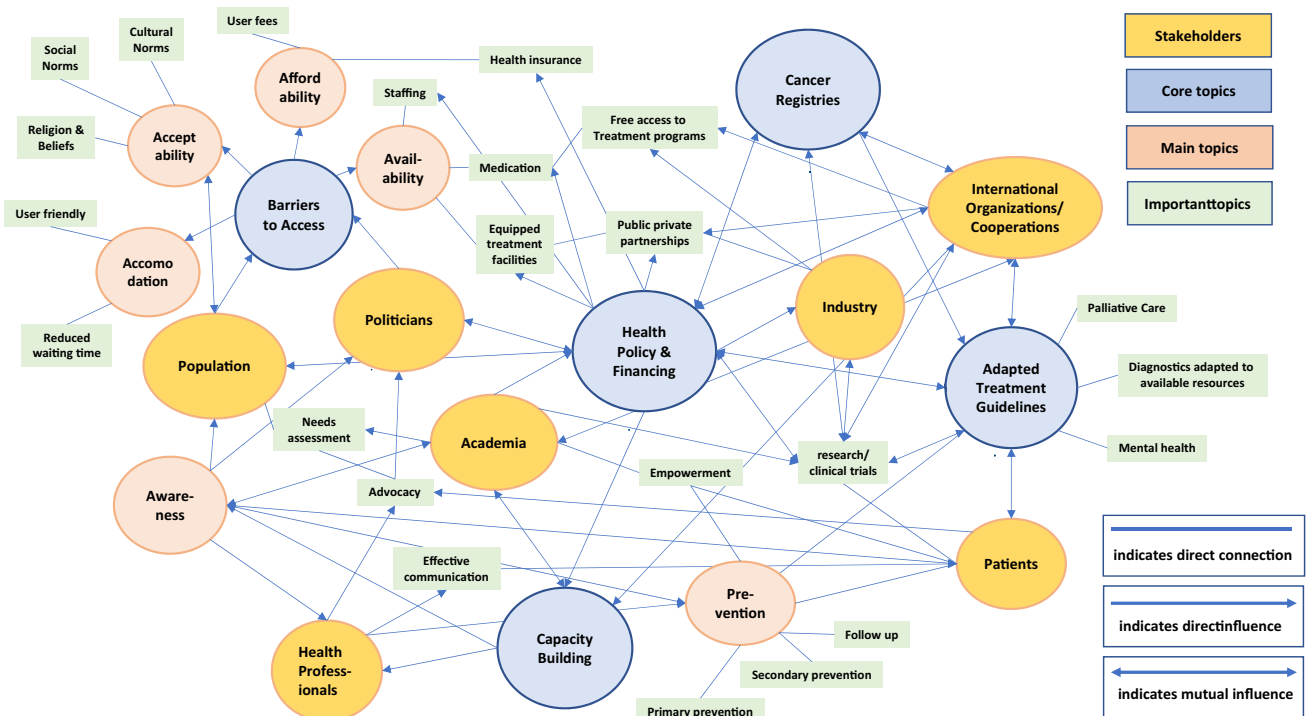 User fees
Cultural
Norms
Social
Norms
Health insurance
Afford
ability
Staffing
Cancer
Registries
Stakeholders
Core topics
Main topics
Importanttopics
Religion &
Beliefs
Accept
ability
Avail-
ability
Medication
Free access to
Treatment programs
International
Organizations/
Cooperations
Barriers
to Access
User friendly
Equipped
treatment
facilities
Public private
partnerships
Accomo
dation
Industry
Politicians
Health
Policy &
Financing
Palliative Care
Reduced
waiting time
Population
Adapted
Treatment
Guidelines
Diagnostics adapted to
available resources
Needs
assessment
Academia
research/
clinical trials
Mental health
Empowerment
Aware-
ness
Advocacy
Effective
communication
Patients
indicates direct connection
Pre-
vention
indicates directinfluence
Health
Profess-
ionals
Capacity
Building
Follow up
Secondary prevention
Primary prevention
indicates mutual influence